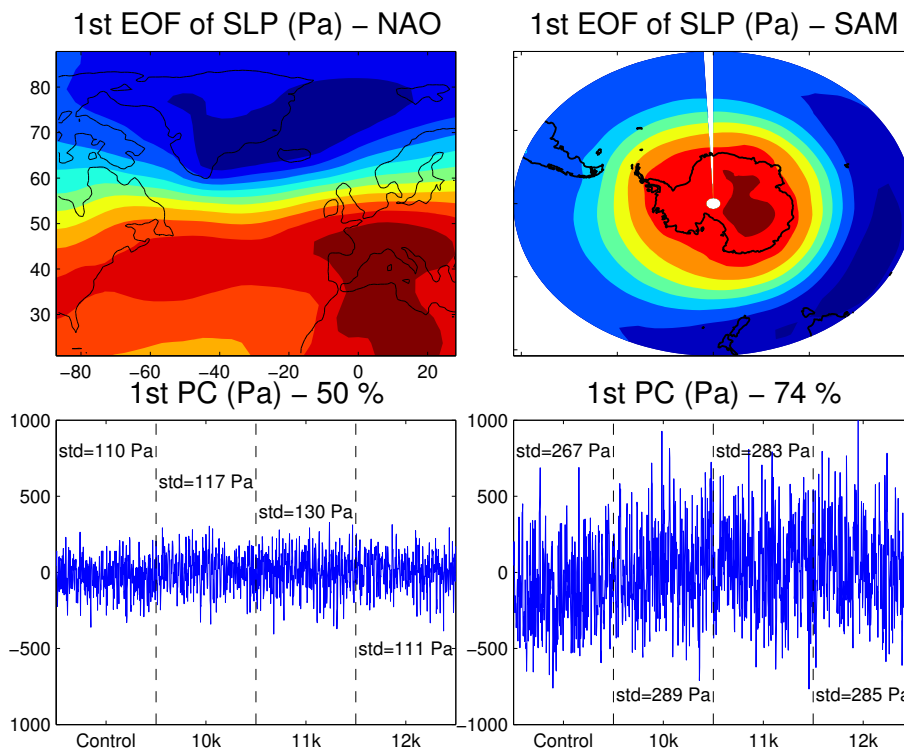 1st EOF of SLP (Pa) – NAO
80
70
60
50
40
30
−80 −60 −40 −20 0 20
1st EOF of SLP (Pa) – SAM
1st PC (Pa) – 50 %
1000
500
0
−500
1000
std=110 Pa
std=117 Pa
std=130 Pa
std=111 Pa
Control 10k 11k 12k
1st PC (Pa) – 74 %
1000
500
0
−500
1000
std=267 Pa
std=289 Pa
std=283 Pa
std=285 Pa
Control 10k 11k 12k